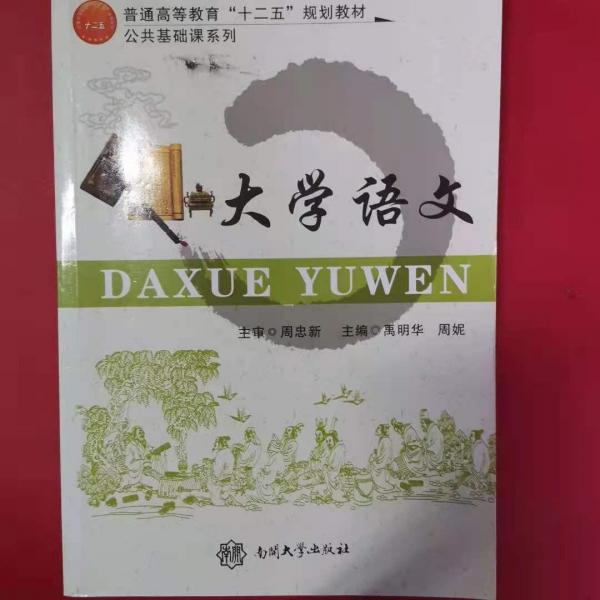 十二五
普通高等教育“十二五”规划教材
公共基础课系列
大学语文
DAXUE YUWEN
主审◎周忠新 主编◎禹明华 周妮
南開大学出版社